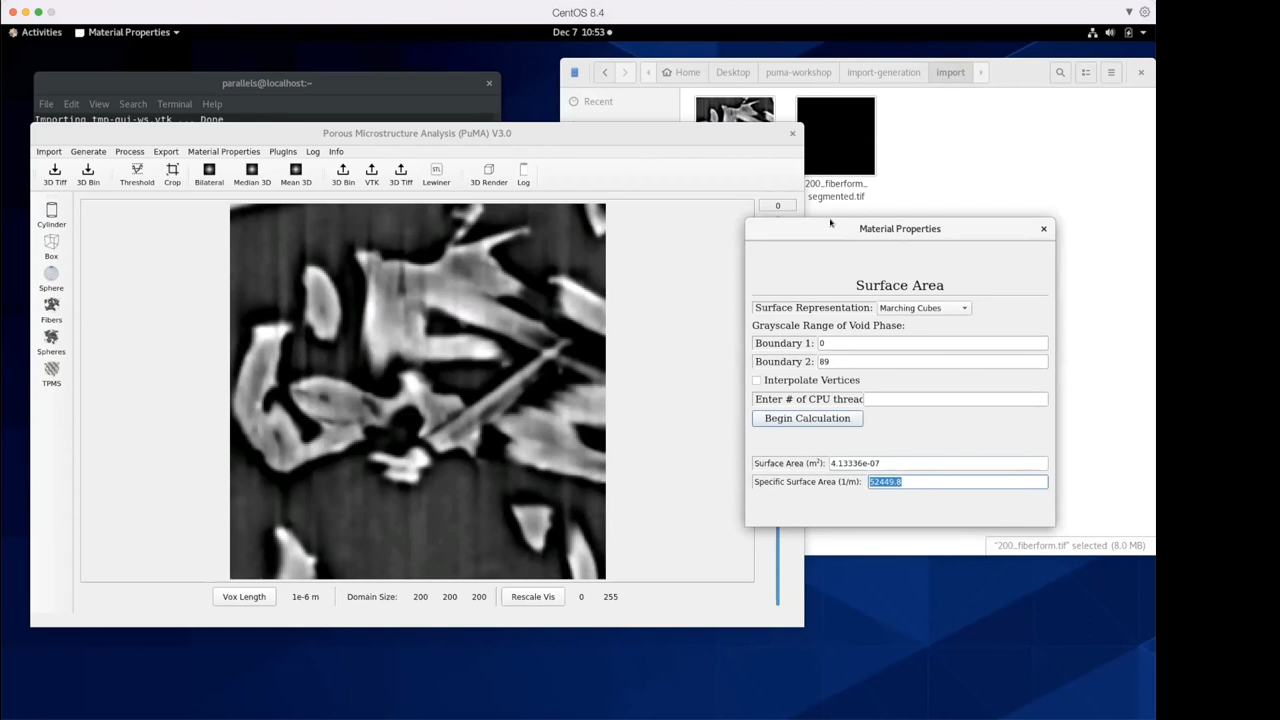 CentOS 8.4
Activities
Material Properties
Dec 7 10:53
parallels@localhost:~
File Edit View Search Terminal Help
Importing tmp-gui-ws.vtk ... Done
Home Desktop puma-workshop import-generation import
Recent
200_fiberform_
segmented.tif
"200_fiberform.tif" selected (8.0 MB)
Porous Microstructure Analysis (PuMA) V3.0
Import Generate Process Export Material Properties PlugIns Log Info
3D Tiff 3D Bin Threshold Crop Bilateral Median 3D Mean 3D 3D Bin VTK 3D Tiff STL Lewiner 3D Render Log
Cylinder
Box
Sphere
Fibers
Spheres
TPMS
0
Vox Length 1e-6 m Domain Size: 200 200 200 Rescale Vis 0 255
Material Properties
Surface Area
Surface Representation: Marching Cubes
Grayscale Range of Void Phase:
Boundary 1: 0
Boundary 2: 89
Interpolate Vertices
Enter # of CPU threac
Begin Calculation
Surface Area (m²): 4.13336e-07
Specific Surface Area (1/m): 52449.8